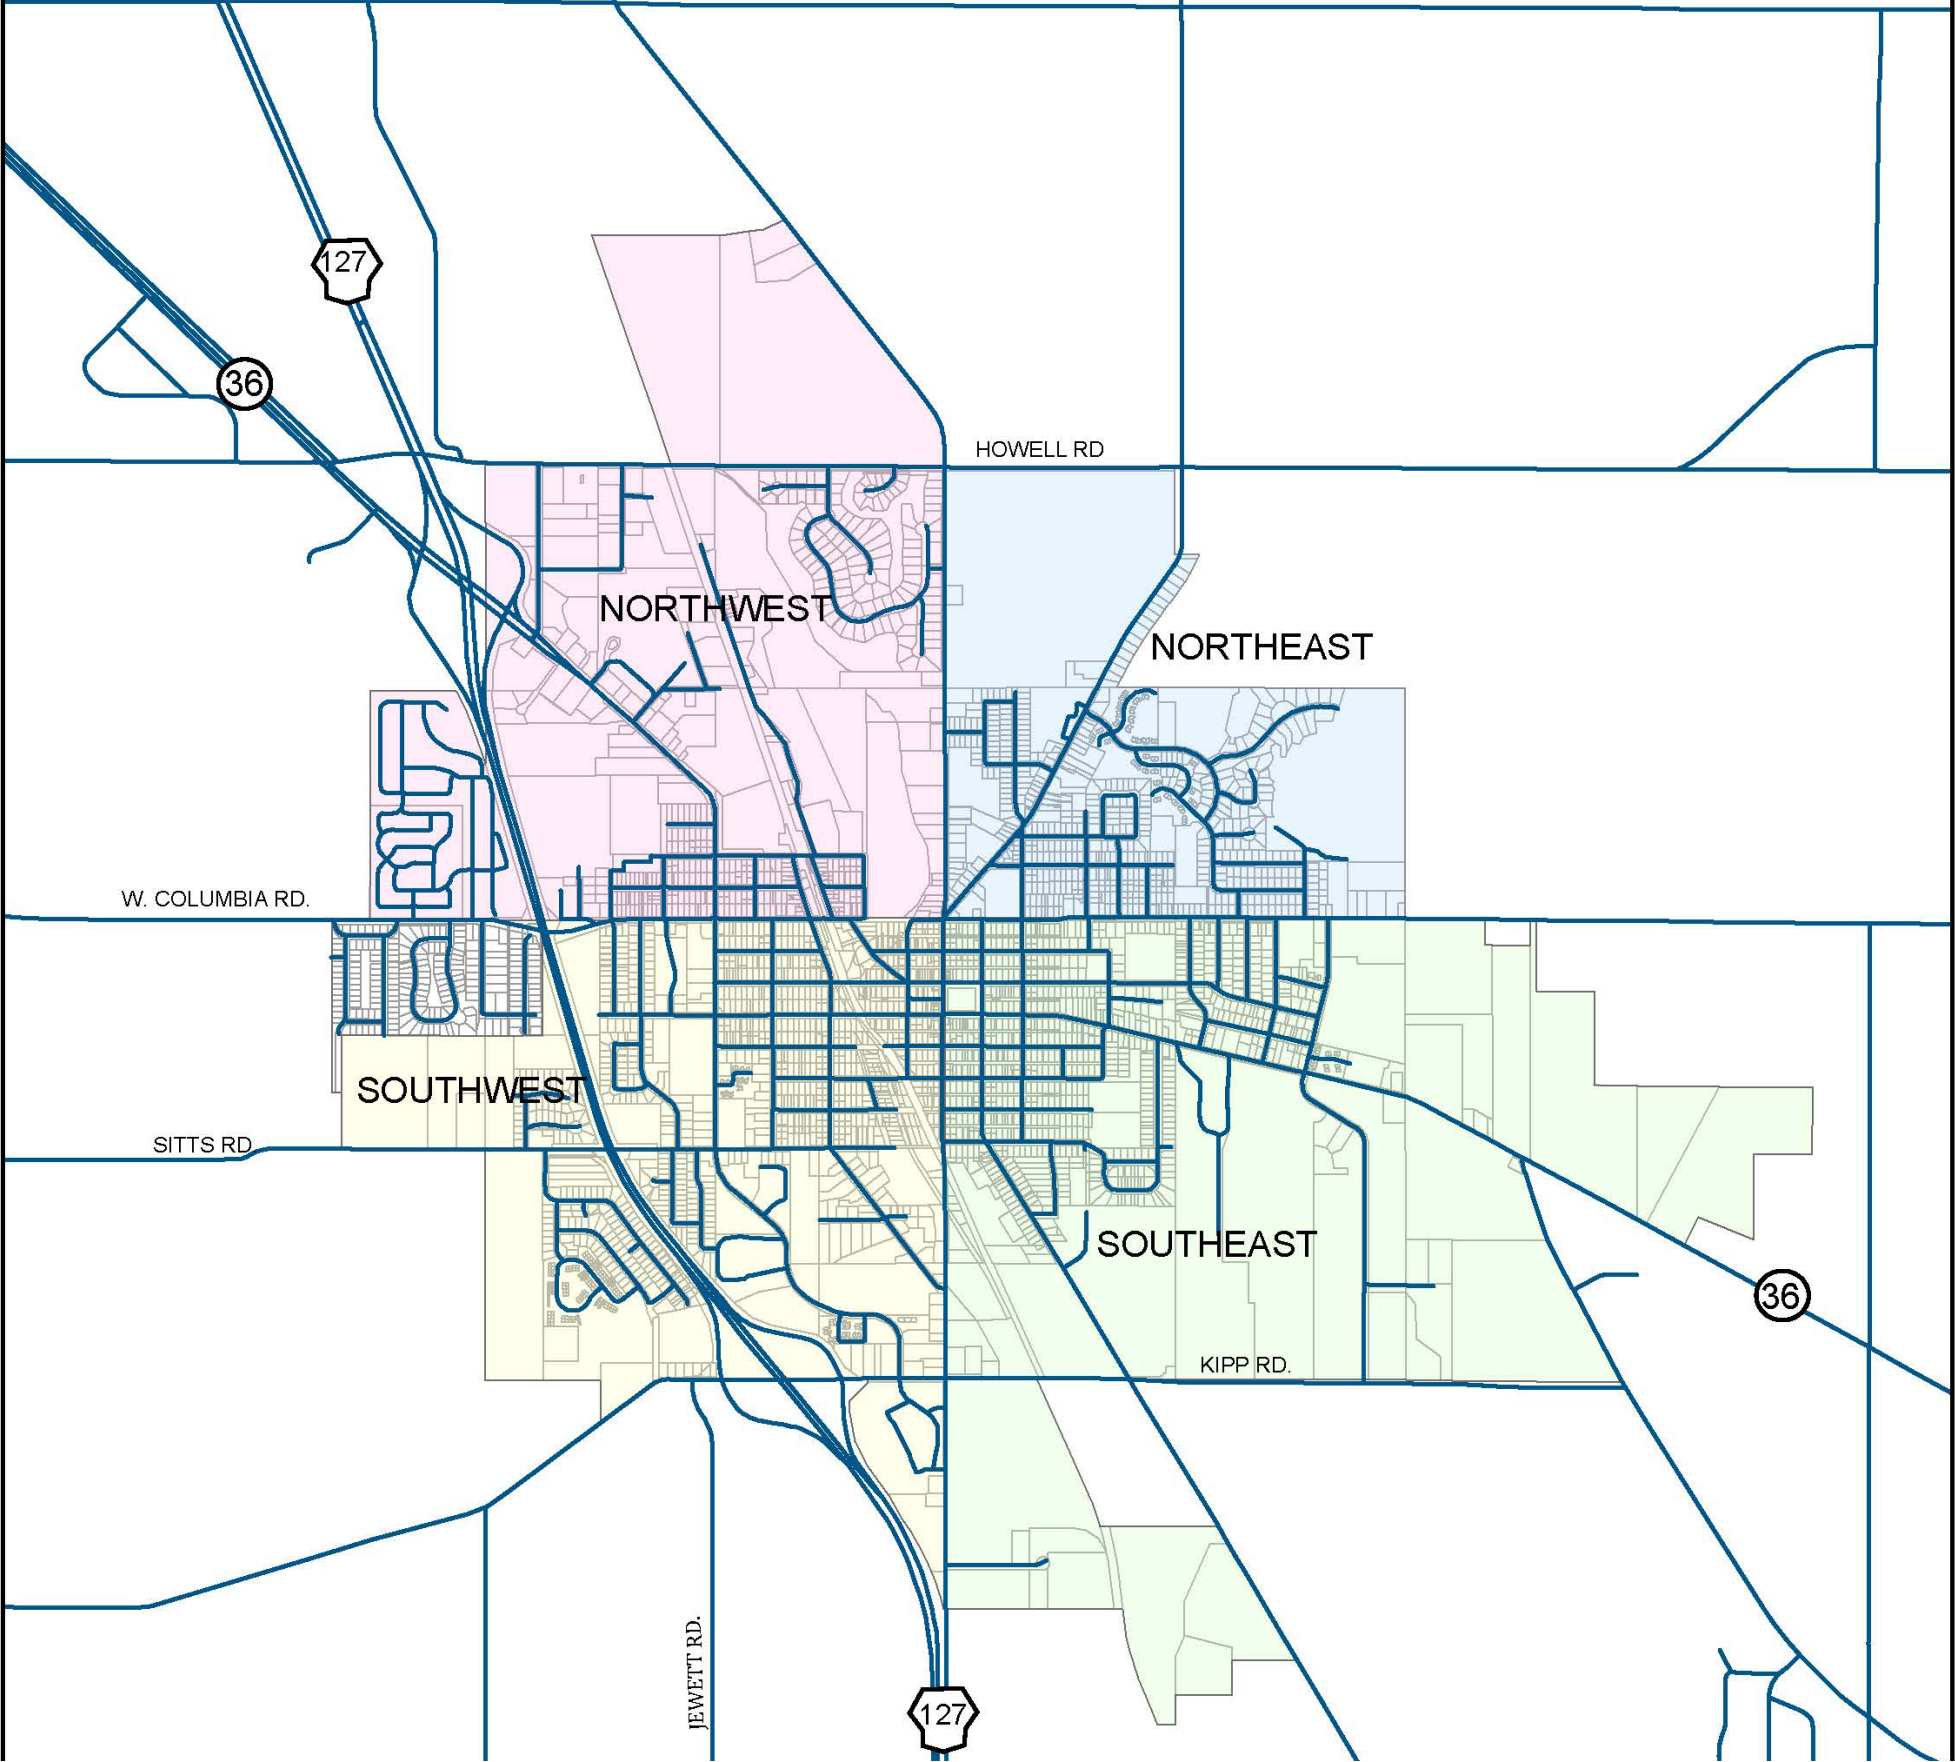 127
36
HOWELL RD
NORTHWEST
NORTHEAST
W. COLUMBIA RD.
SOUTHWEST
SITTS RD
SOUTHEAST
36
KIPP RD.
JEWETT RD.
127